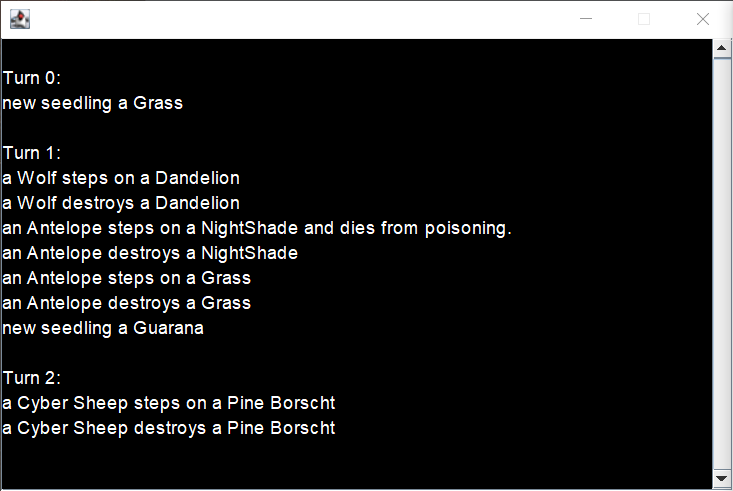 Turn 0:
new seedling a Grass
Turn 1:
a Wolf steps on a Dandelion
a Wolf destroys a Dandelion
an Antelope steps on a NightShade and dies from poisoning.
an Antelope destroys a NightShade
an Antelope steps on a Grass
an Antelope destroys a Grass
new seedling a Guarana
Turn 2:
a Cyber Sheep steps on a Pine Borscht
a Cyber Sheep destroys a Pine Borscht